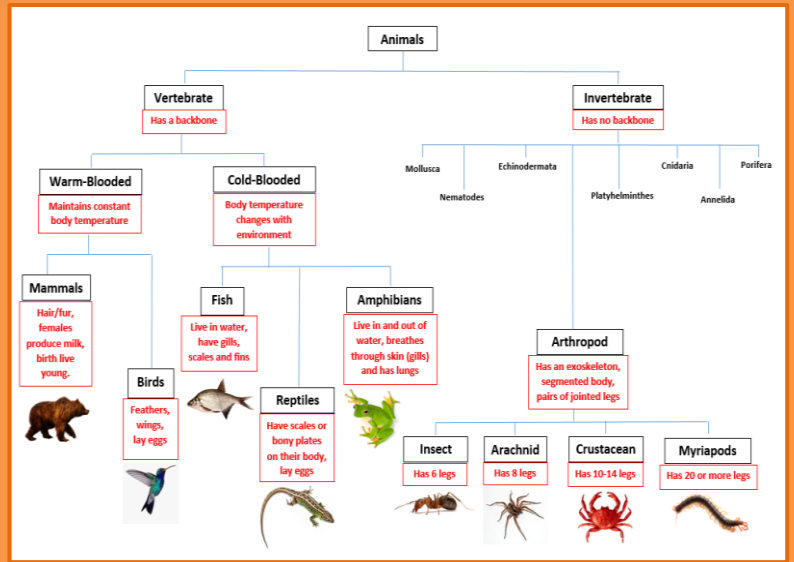 Animals
Vertebrate
Has a backbone
Invertebrate
Has no backbone
Warm-Blooded
Maintains constant
body temperature
Cold-Blooded
Body temperature
changes with
environment
Mollusca
Nematodes
Echinodermata
Platyhelminthes
Cnidaria
Annelida
Porifera
Mammals
Hair/fur,
females
produce milk,
birth live
young.
Birds
Feathers,
wings,
lay eggs
Fish
Live in water,
have gills,
scales and fins
Reptiles
Have scales or
bony plates
on their body,
lay eggs
Amphibians
Live in and out of
water, breathes
through skin (gills)
and has lungs
Arthropod
Has an exoskeleton,
segmented body,
pairs of jointed legs
Insect
Has 6 legs
Arachnid
Has 8 legs
Crustacean
Has 10-14 legs
Myriapods
Has 20 or more legs